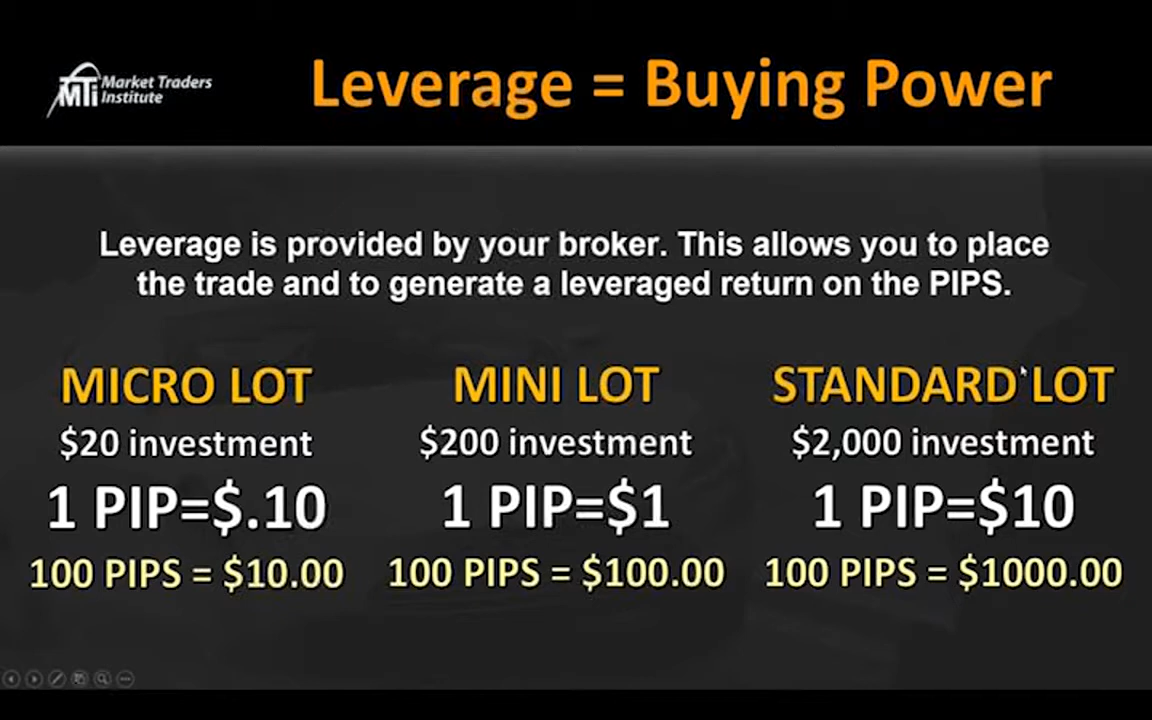 MTI Market Traders
Institute
Leverage = Buying Power
Leverage is provided by your broker. This allows you to place
the trade and to generate a leveraged return on the PIPS.
MICRO LOT
$20 investment
1 PIP=$.10
100 PIPS = $10.00
MINI LOT
$200 investment
1 PIP=$1
100 PIPS = $100.00
STANDARD LOT
$2,000 investment
1 PIP=$10
100 PIPS = $1000.00